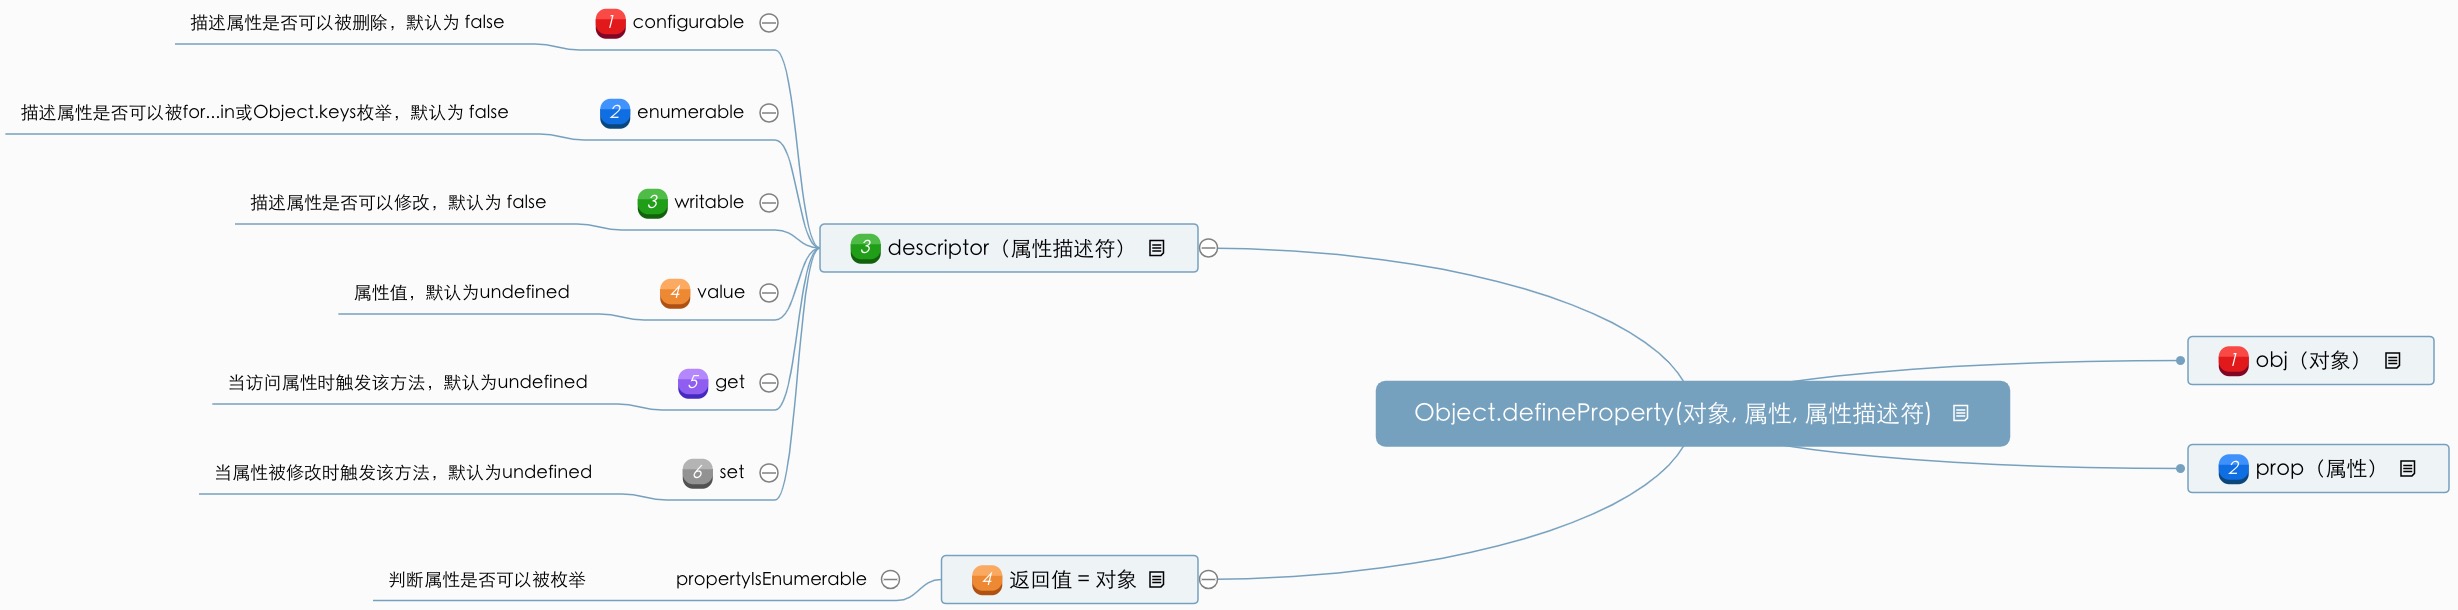 描述属性是否可以被删除，默认为 false
1 configurable
描述属性是否可以被for...in或Object.keys枚举，默认为 false
2 enumerable
描述属性是否可以修改，默认为 false
3 writable
3 descriptor（属性描述符）
属性值，默认为undefined
4 value
当访问属性时触发该方法，默认为undefined
5 get
当属性被修改时触发该方法，默认为undefined
6 set
Object.defineProperty(对象, 属性, 属性描述符)
1 obj（对象）
2 prop（属性）
判断属性是否可以被枚举
propertyIsEnumerable
4 返回值 = 对象